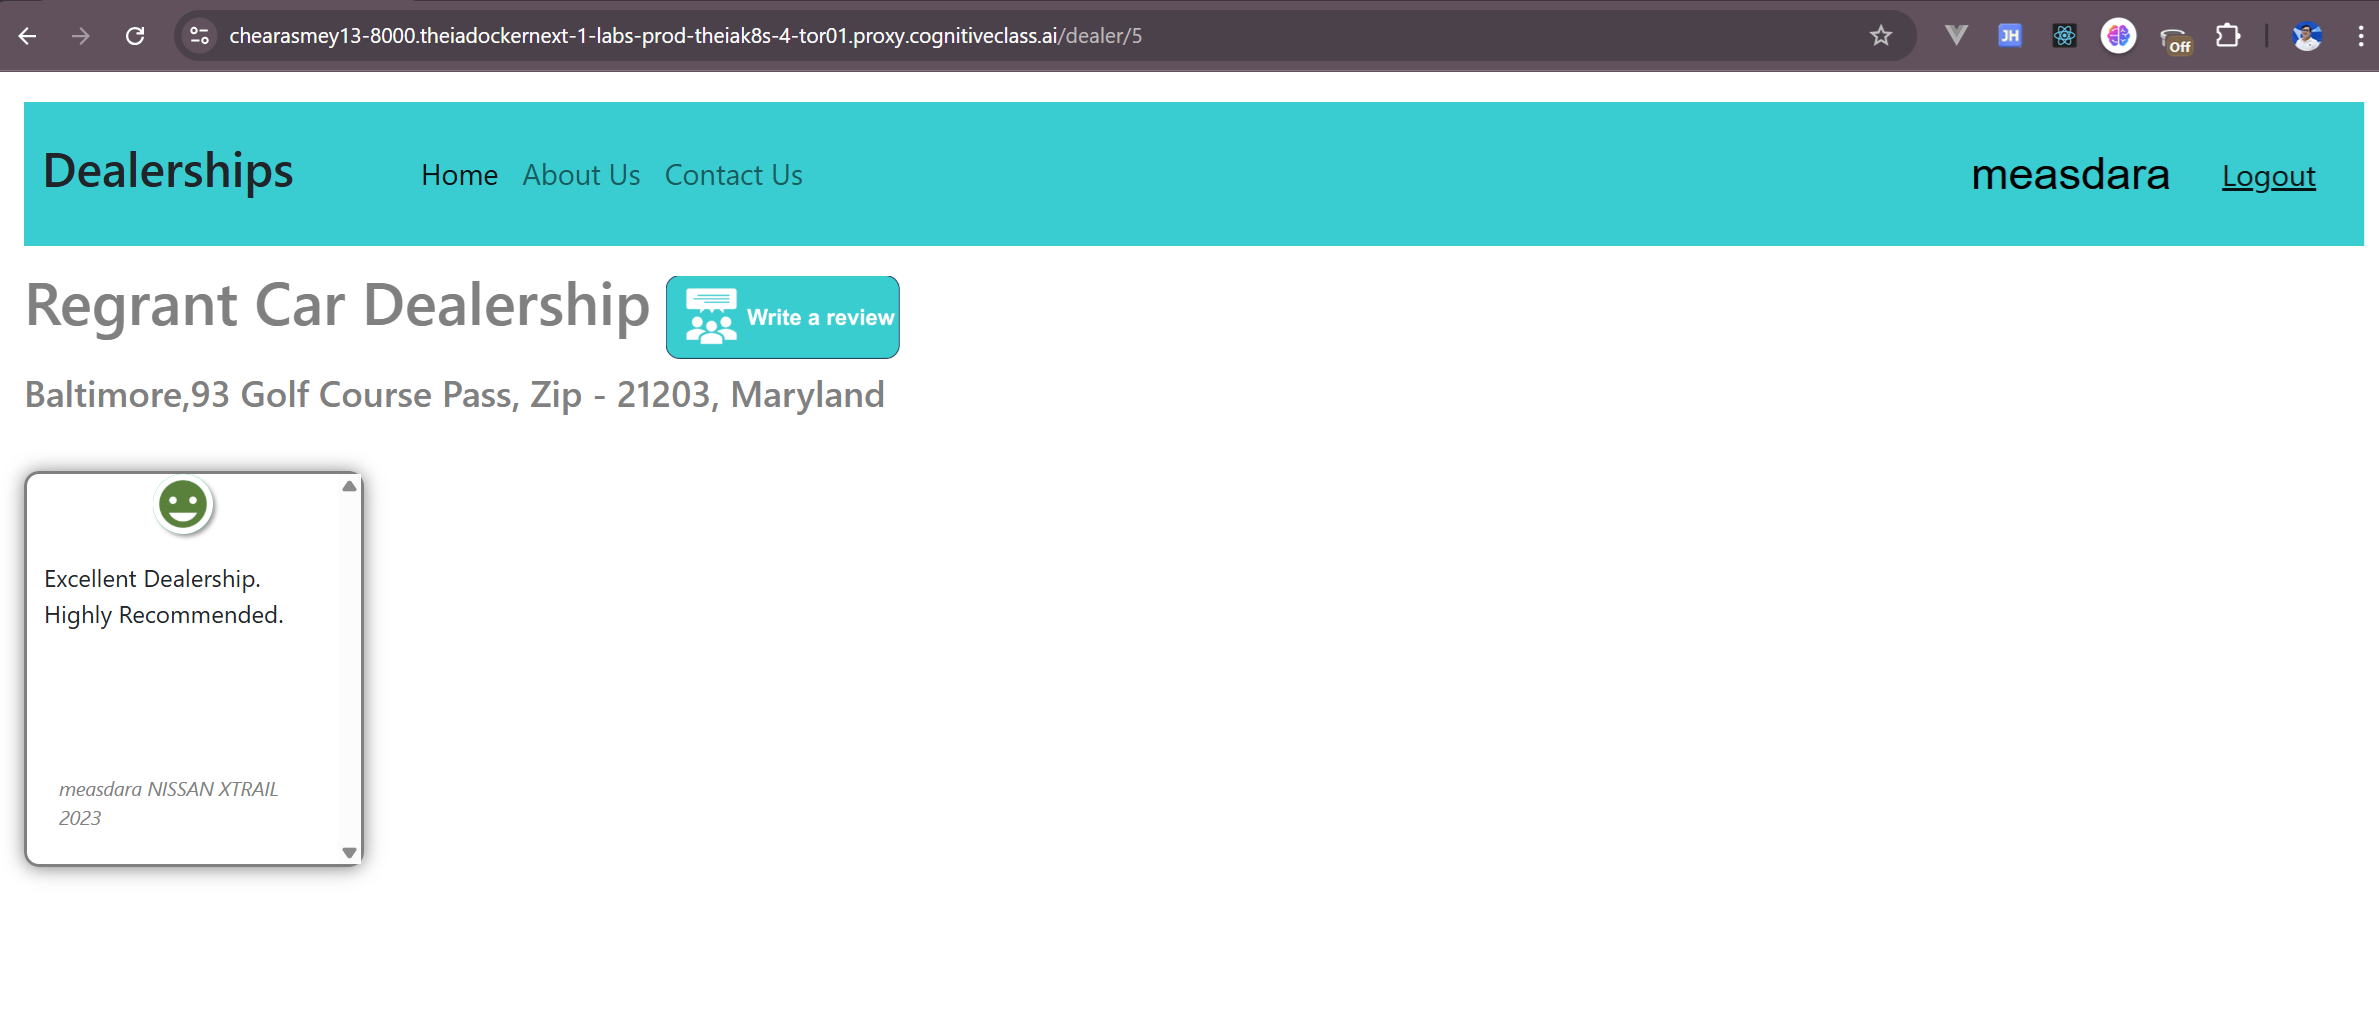 chearasmey13-8000.theiadockernext-1-labs-prod-theiak8s-4-tor01.proxy.cognitiveclass.ai/dealer/5
JH
Off
Dealerships Home About Us Contact Us measdara Logout
Regrant Car Dealership Write a review
Baltimore,93 Golf Course Pass, Zip - 21203, Maryland
Excellent Dealership.
Highly Recommended.
measdara NISSAN XTRAIL
2023